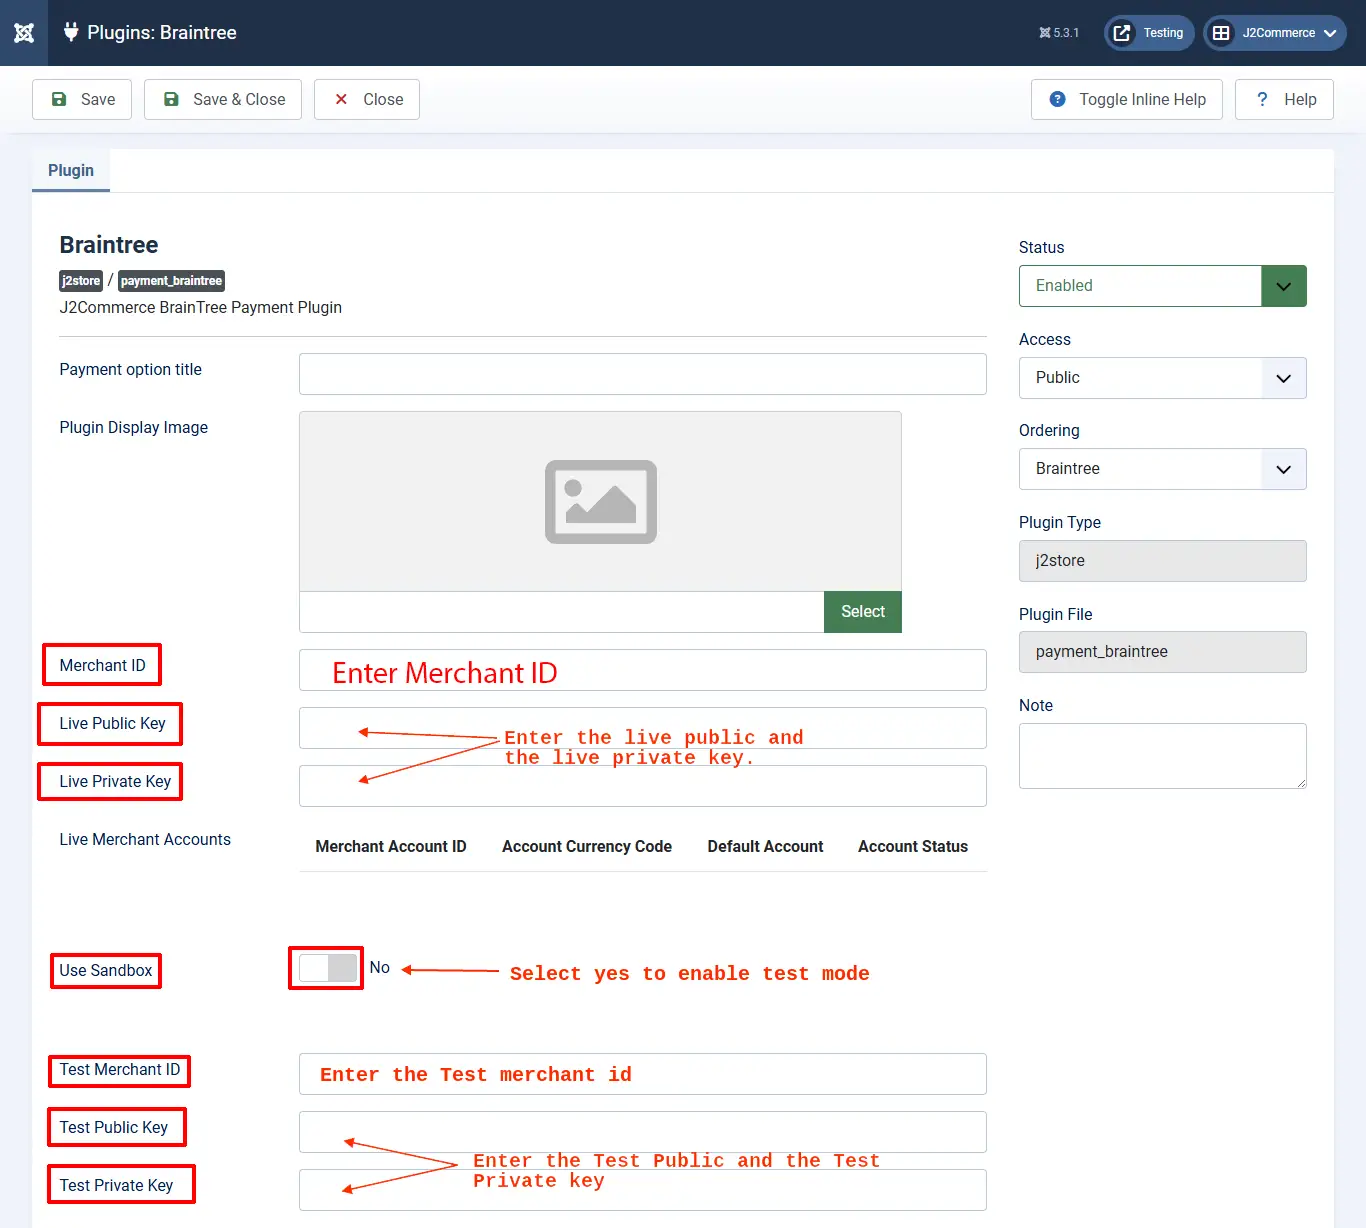 Plugins: Braintree
5.3.1
Testing
J2Commerce
Save
Save & Close
Close
Toggle Inline Help
Help
Plugin
Braintree
j2store / payment_braintree
J2Commerce BrainTree Payment Plugin
Payment option title
Plugin Display Image
Select
Merchant ID
Enter Merchant ID
Live Public Key
Enter the live public and
the live private key.
Live Private Key
Live Merchant Accounts
Merchant Account ID
Account Currency Code
Default Account
Account Status
Use Sandbox
No
Select yes to enable test mode
Test Merchant ID
Enter the Test merchant id
Test Public Key
Enter the Test Public and the Test
Private key
Test Private Key
Status
Enabled
Access
Public
Ordering
Braintree
Plugin Type
j2store
Plugin File
payment_braintree
Note